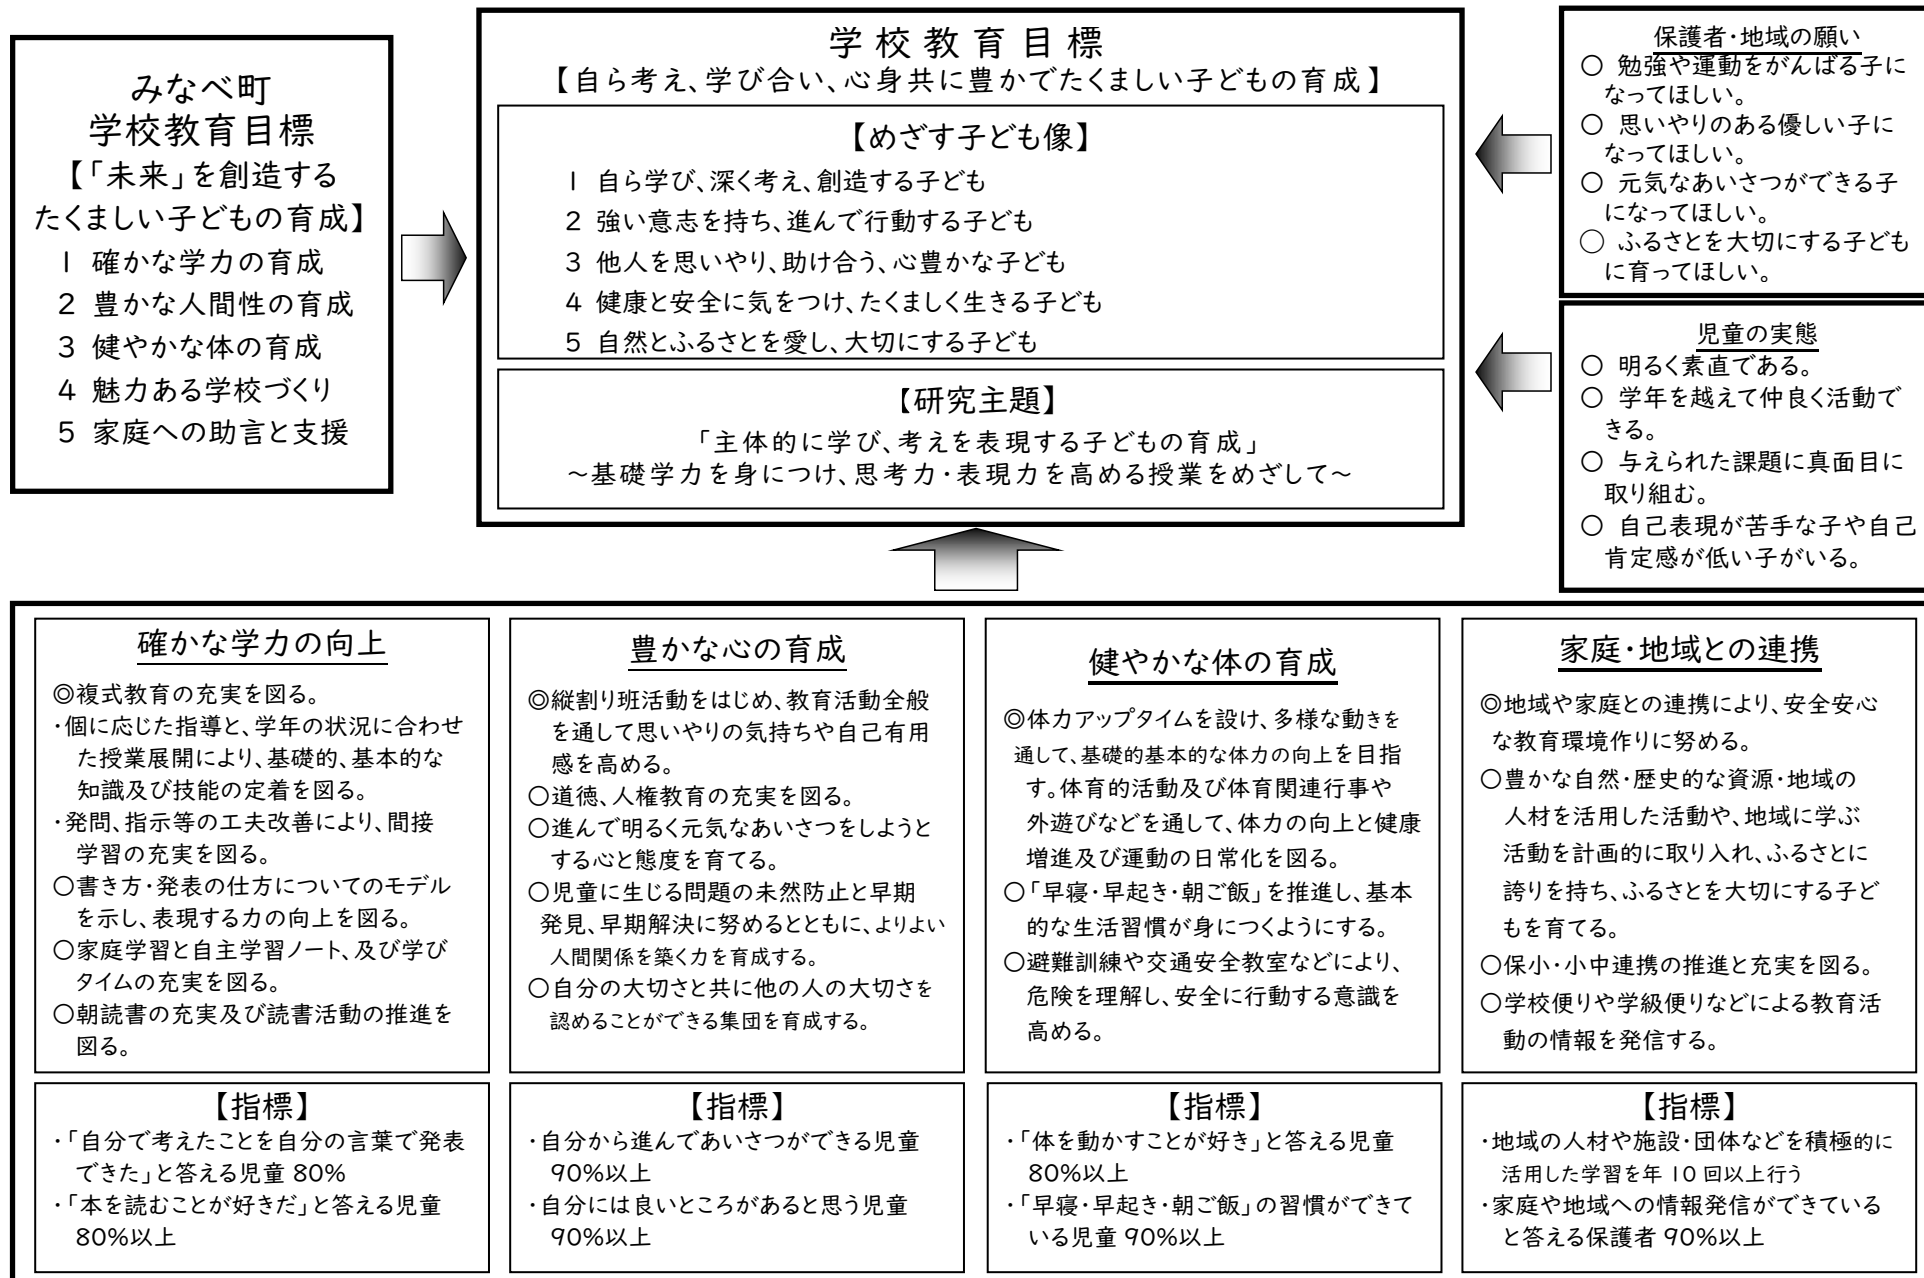 みなべ町
学校教育目標
【「未来」を創造する
たくましい子どもの育成】
1 確かな学力の育成
2 豊かな人間性の育成
3 健やかな体の育成
4 魅力ある学校づくり
5 家庭への助言と支援
学校教育目標
【自ら考え、学び合い、心身共に豊かでたくましい子どもの育成】
【めざす子ども像】
1 自ら学び、深く考え、創造する子ども
2 強い意志を持ち、進んで行動する子ども
3 他人を思いやり、助け合う、心豊かな子ども
4 健康と安全に気をつけ、たくましく生きる子ども
5 自然とふるさとを愛し、大切にする子ども
【研究主題】
「主体的に学び、考えを表現する子どもの育成」
～基礎学力を身につけ、思考力・表現力を高める授業をめざして～
保護者・地域の願い
○ 勉強や運動をがんばる子に
なってほしい。
○ 思いやりのある優しい子に
なってほしい。
○ 元気なあいさつができる子
になってほしい。
○ ふるさとを大切にする子ども
に育ってほしい。
児童の実態
○ 明るく素直である。
○ 学年を越えて仲良く活動で
きる。
○ 与えられた課題に真面目に
取り組む。
○ 自己表現が苦手な子や自己
肯定感が低い子がいる。
確かな学力の向上
◎複式教育の充実を図る。
・個に応じた指導と、学年の状況に合わせ
た授業展開により、基礎的、基本的な
知識及び技能の定着を図る。
・発問、指示等の工夫改善により、間接
学習の充実を図る。
○書き方・発表の仕方についてのモデル
を示し、表現する力の向上を図る。
○家庭学習と自主学習ノート、及び学び
タイムの充実を図る。
○朝読書の充実及び読書活動の推進を
図る。
【指標】
・「自分で考えたことを自分の言葉で発表
できた」と答える児童 80%
・「本を読むことが好きだ」と答える児童
80%以上
豊かな心の育成
◎縦割り班活動をはじめ、教育活動全般
を通して思いやりの気持ちや自己有用
感を高める。
○道徳、人権教育の充実を図る。
○進んで明るく元気なあいさつをしようと
する心と態度を育てる。
○児童に生じる問題の未然防止と早期
発見、早期解決に努めるとともに、よりよい
人間関係を築く力を育成する。
○自分の大切さと共に他の人の大切さを
認めることができる集団を育成する。
【指標】
・自分から進んであいさつができる児童
90%以上
・自分には良いところがあると思う児童
90%以上
健やかな体の育成
◎体力アップタイムを設け、多様な動きを
通して、基礎的基本的な体力の向上を目指
す。体育的活動及び体育関連行事や
外遊びなどを通して、体力の向上と健康
増進及び運動の日常化を図る。
○「早寝・早起き・朝ご飯」を推進し、基本
的な生活習慣が身につくようにする。
○避難訓練や交通安全教室などにより、
危険を理解し、安全に行動する意識を
高める。
【指標】
・「体を動かすことが好き」と答える児童
80%以上
・「早寝・早起き・朝ご飯」の習慣ができて
いる児童 90%以上
家庭・地域との連携
◎地域や家庭との連携により、安全安心
な教育環境作りに努める。
○豊かな自然・歴史的な資源・地域の
人材を活用した活動や、地域に学ぶ
活動を計画的に取り入れ、ふるさとに
誇りを持ち、ふるさとを大切にする子ど
もを育てる。
○保小・小中連携の推進と充実を図る。
○学校便りや学級便りなどによる教育活
動の情報を発信する。
【指標】
・地域の人材や施設・団体などを積極的に
活用した学習を年 10 回以上行う
・家庭や地域への情報発信ができている
と答える保護者 90%以上